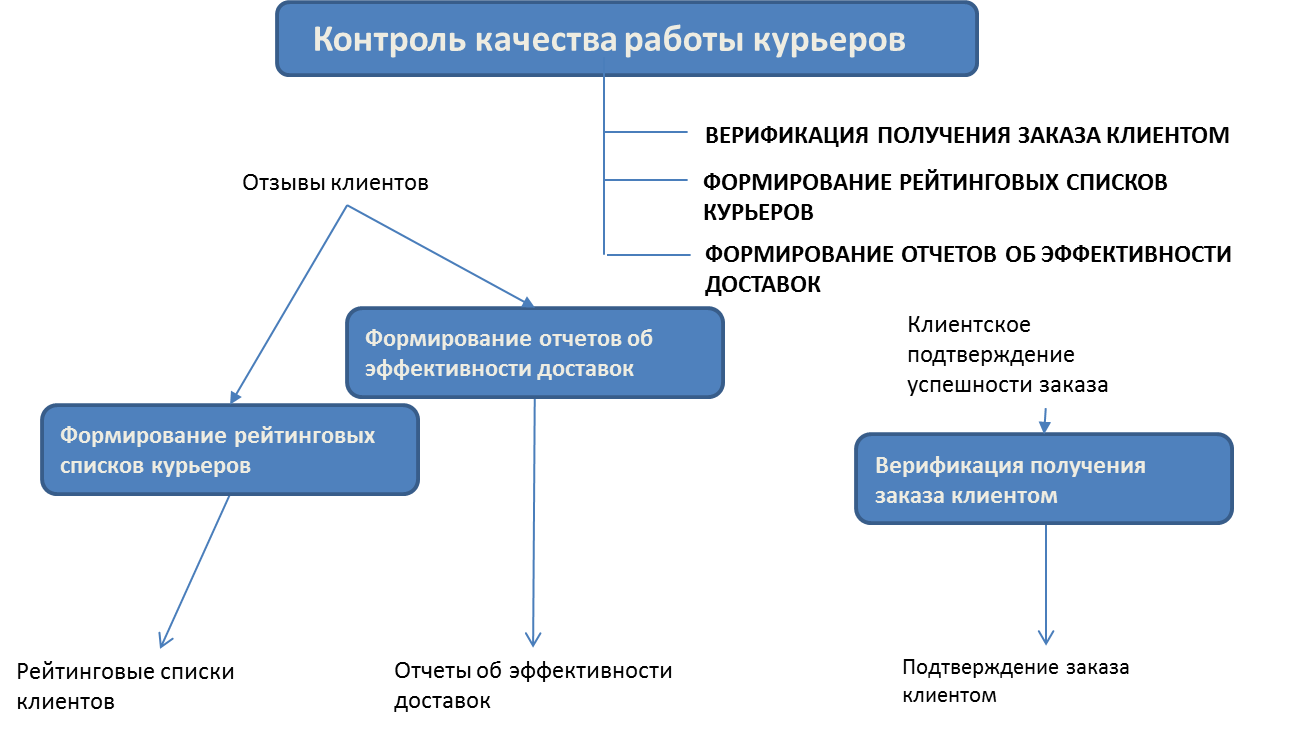 Контроль качества работы курьеров
ВЕРИФИКАЦИЯ ПОЛУЧЕНИЯ ЗАКАЗА КЛИЕНТОМ
ФОРМИРОВАНИЕ РЕЙТИНГОВЫХ СПИСКОВ
КУРЬЕРОВ
ФОРМИРОВАНИЕ ОТЧЕТОВ ОБ ЭФФЕКТИВНОСТИ
ДОСТАВОК
Отзывы клиентов
Формирование отчетов об
эффективности доставок
Клиентское
подтверждение
успешности заказа
Формирование рейтинговых
списков курьеров
Верификация получения
заказа клиентом
Рейтинговые списки
клиентов
Отчеты об эффективности
доставок
Подтверждение заказа
клиентом